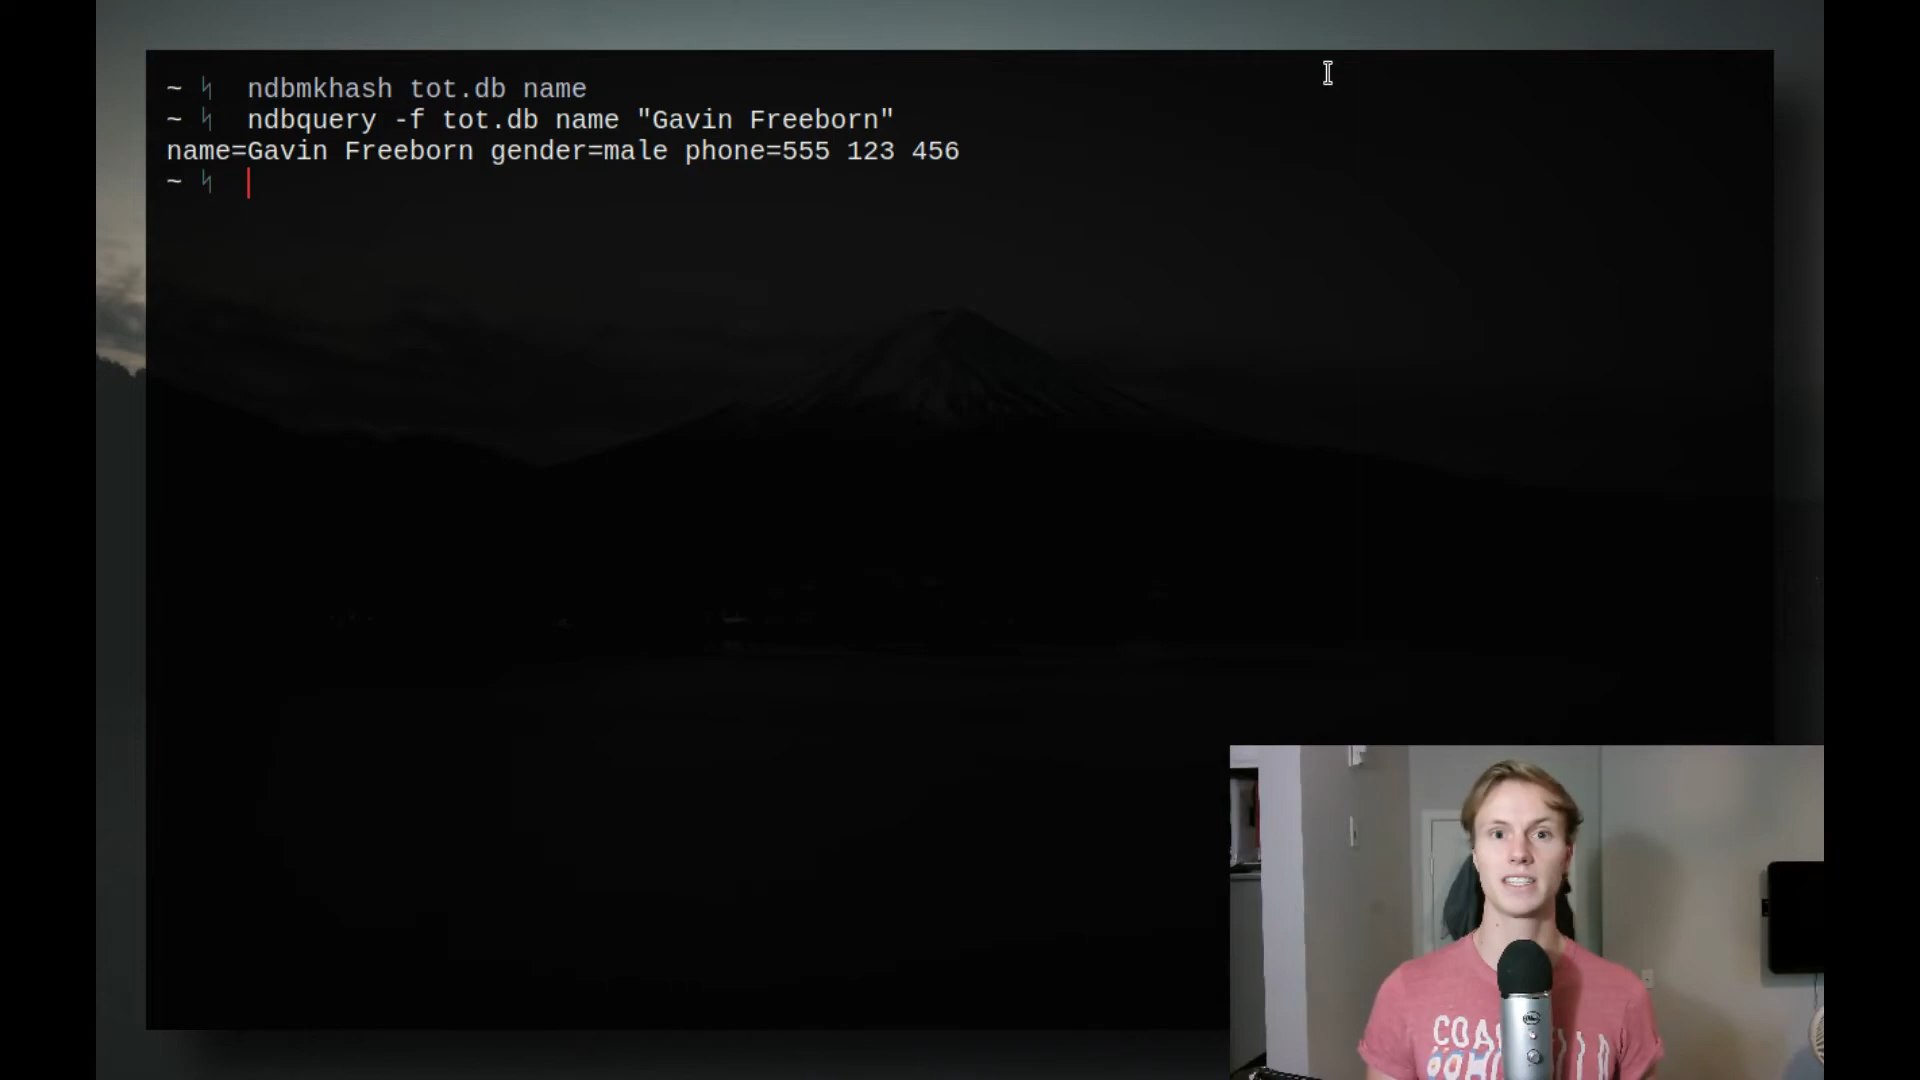 ~ ᛋ ndbmkhash tot.db name
~ ᛋ ndbquery -f tot.db name "Gavin Freeborn"
name=Gavin Freeborn gender=male phone=555 123 456
~ ᛋ